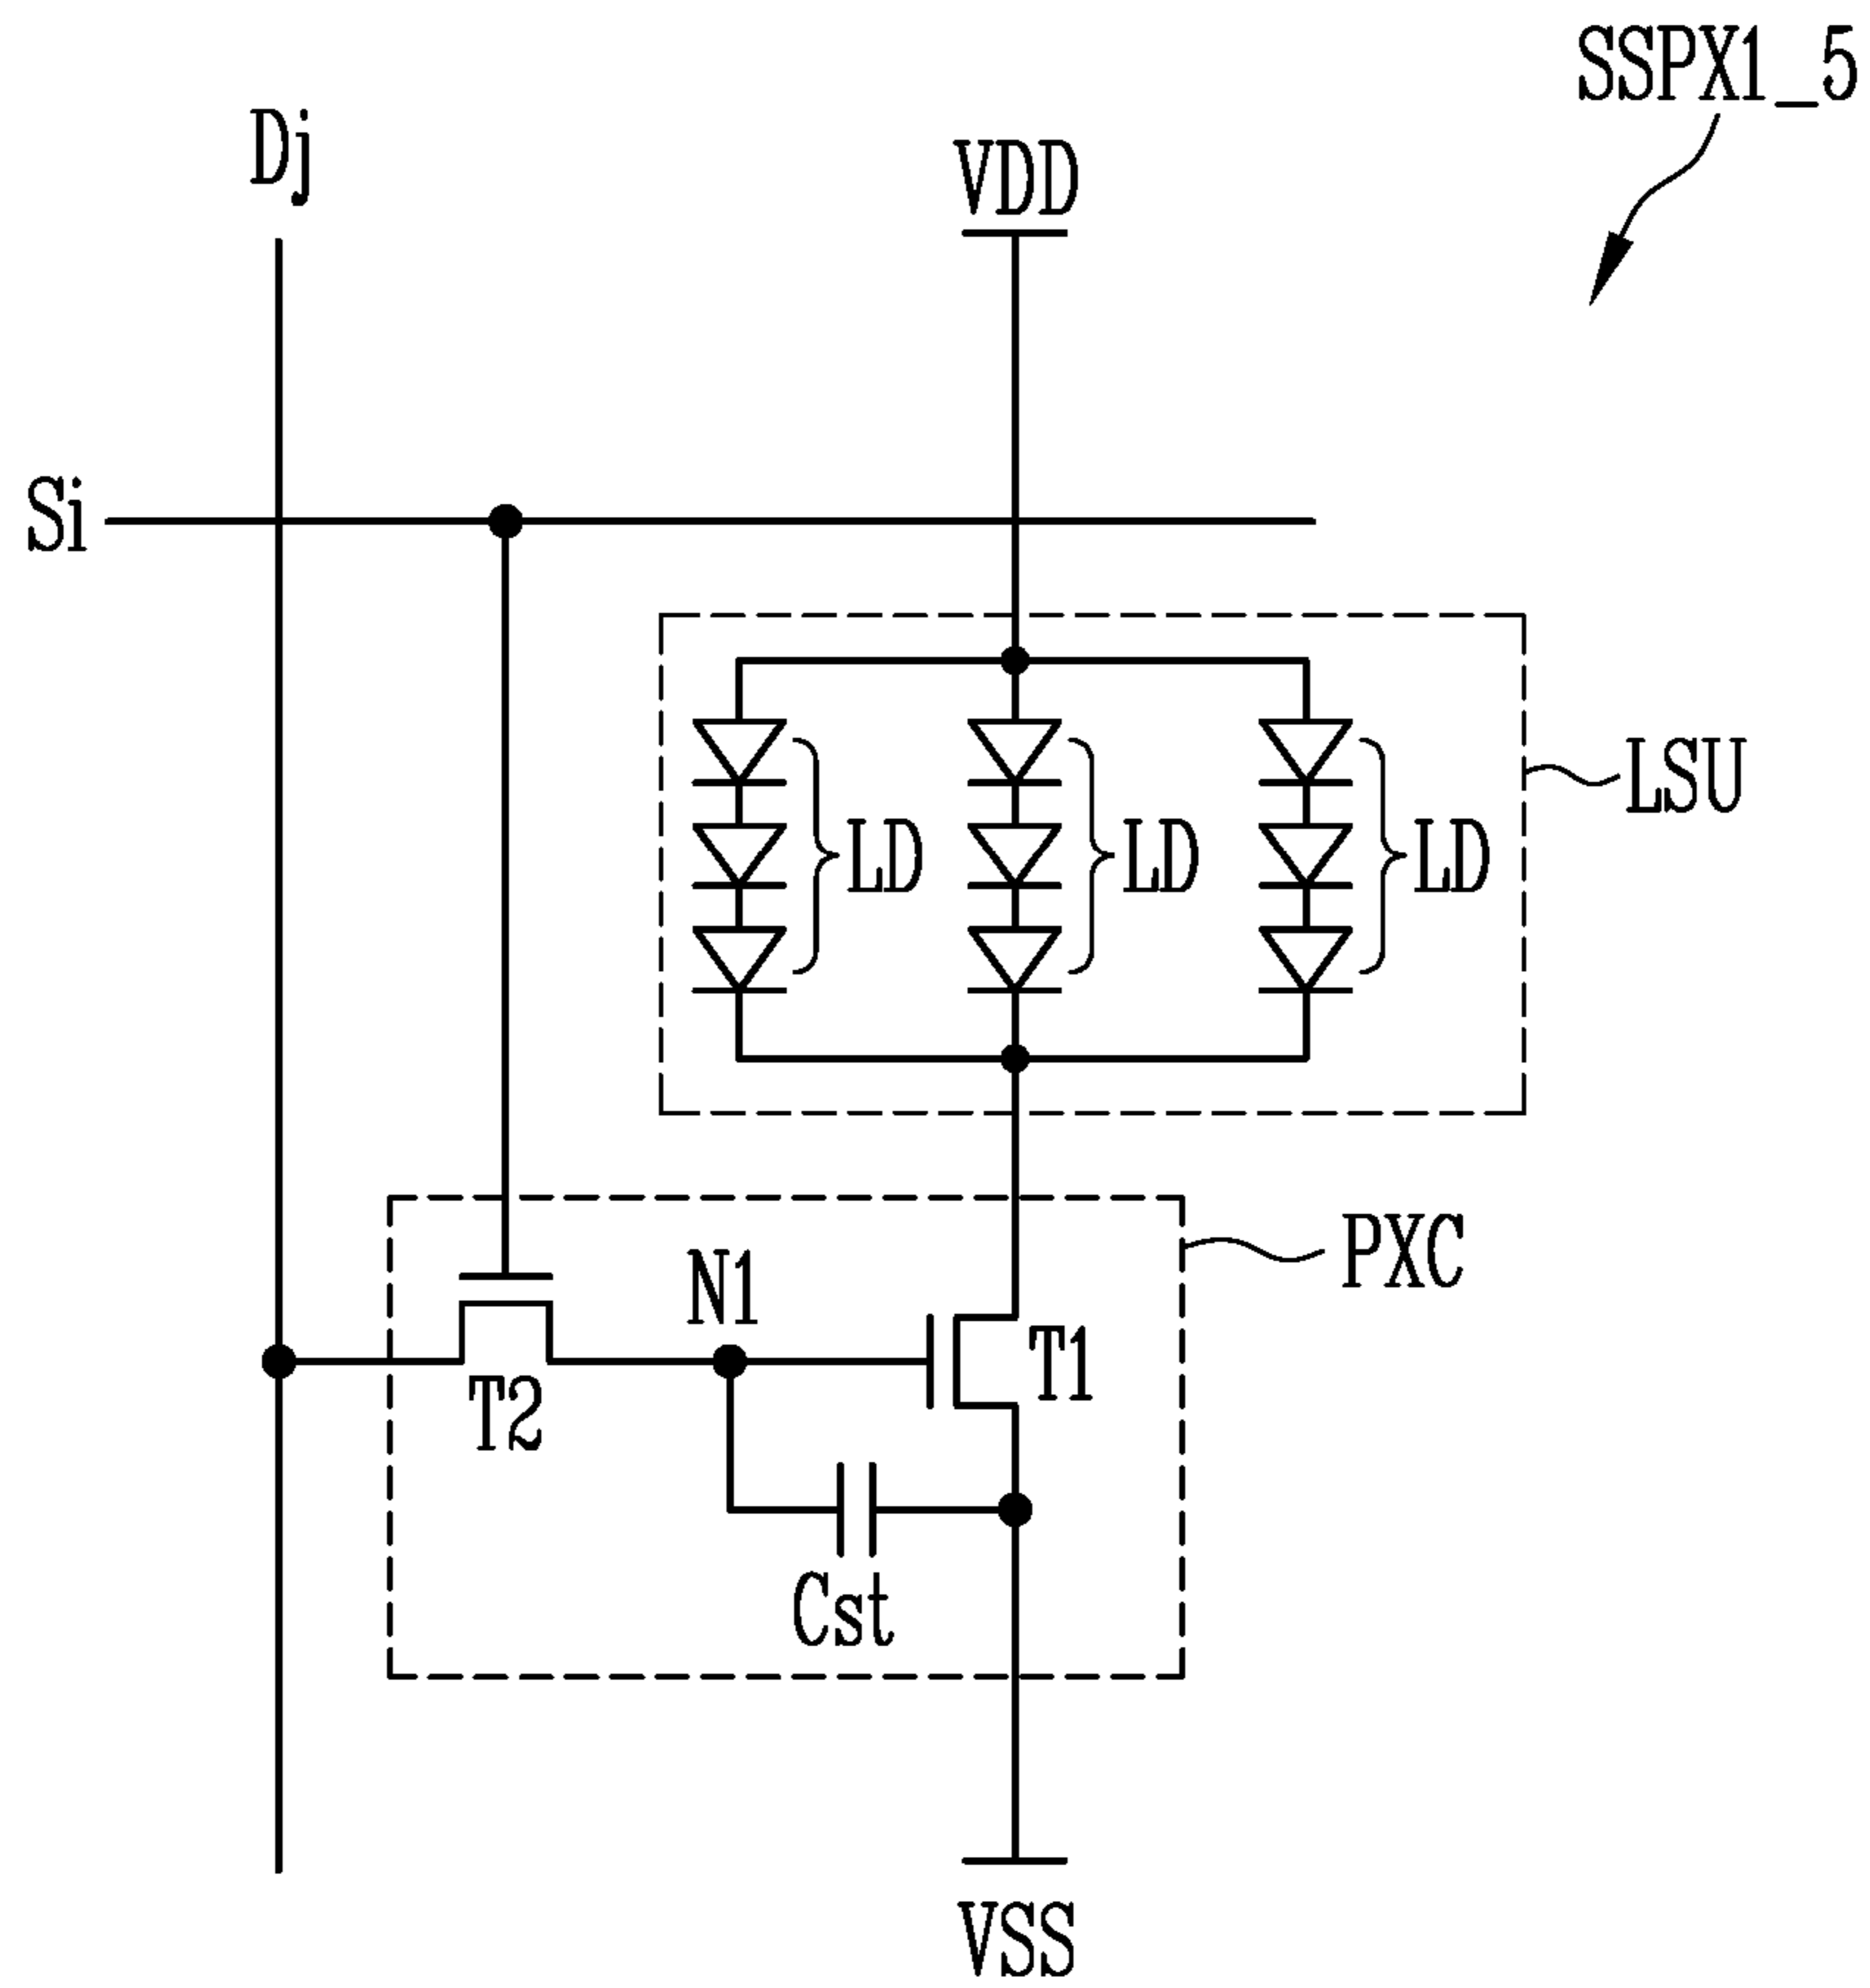 SSPX1_5
Dj
VDD
Si
LSU
LD
LD
LD
PXC
N1
T1
T2
Cst
VSS